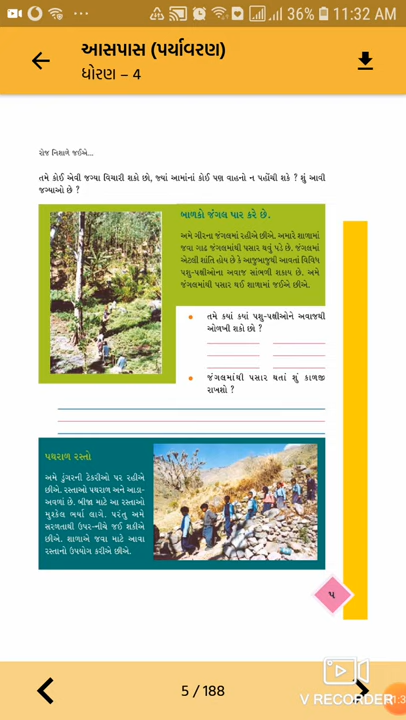 11:32 AM
36%
આસપાસ (પર્યાવરણ)
ધોરણ – 4
રોજ નિશાળે જઈએ...
તમે કોઈ એવી જગ્યા વિચારી શકો છો, જ્યાં આમાંનાં કોઈ પણ વાહનો ન પહોંચી શકે ? શું આવી
જગ્યાઓ છે ?
બાળકો જંગલ પાર કરે છે.
અમે ગીરના જંગલમાં રહીએ છીએ. અમારે શાળામાં
જવા ગાઢ જંગલમાંથી પસાર થવું પડે છે. જંગલમાં
એટલી શાંતિ હોય છે કે આજુબાજુથી આવતાં વિવિધ
પશુ-પક્ષીઓના અવાજ સાંભળી શકાય છે. અમે
જંગલમાંથી પસાર થઈ શાળામાં જઈએ છીએ.
• તમે ક્યાં ક્યાં પશુ-પક્ષીઓને અવાજથી
ઓળખી શકો છો ?
• જંગલમાંથી પસાર થતાં શું કાળજી
રાખશો ?
પથરાળ રસ્તો
અમે ડુંગરની ટેકરીઓ પર રહીએ
છીએ. રસ્તાઓ પથરાળ અને આડા-
અવળાં છે. બીજા માટે આ રસ્તાઓ
મુશ્કેલ ભર્યા લાગે. પરંતુ અમે
સરળતાથી ઉપર-નીચે જઈ શકીએ
છીએ. શાળાએ જવા માટે આવા
રસ્તાનો ઉપયોગ કરીએ છીએ.
૫
5 / 188
V RECORDER